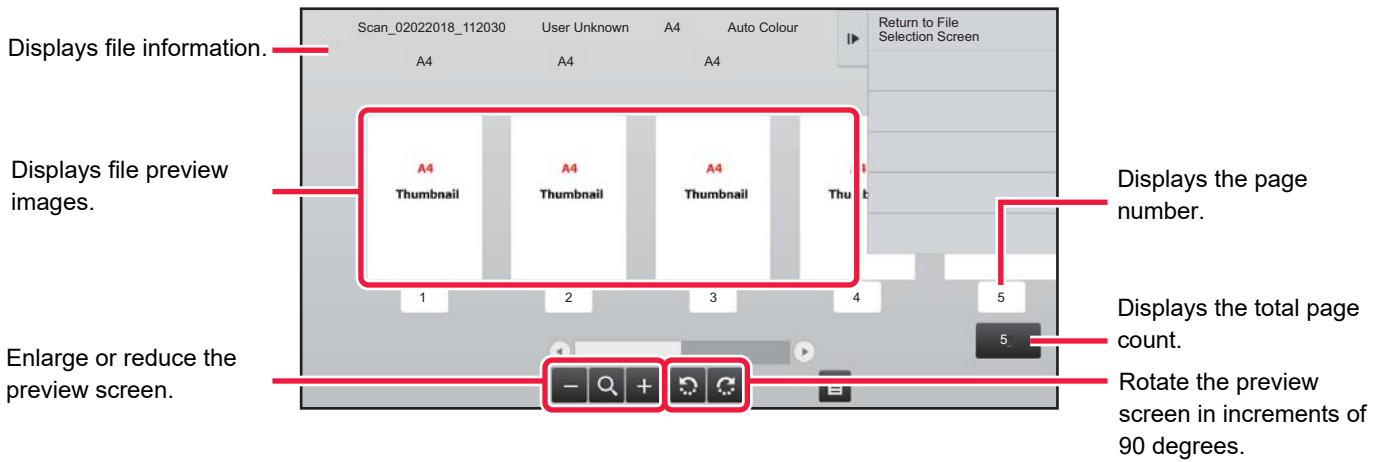 Displays file information.
Scan_02022018_112030 User Unknown A4 Auto Colour
Return to File
Selection Screen
A4 A4 A4
Displays file preview
images.
A4
Thumbnail
A4
Thumbnail
A4
Thumbnail
Displays the page
number.
1 2 3 4 5
Displays the total page
count.
5
Enlarge or reduce the
preview screen.
Rotate the preview
screen in increments of
90 degrees.